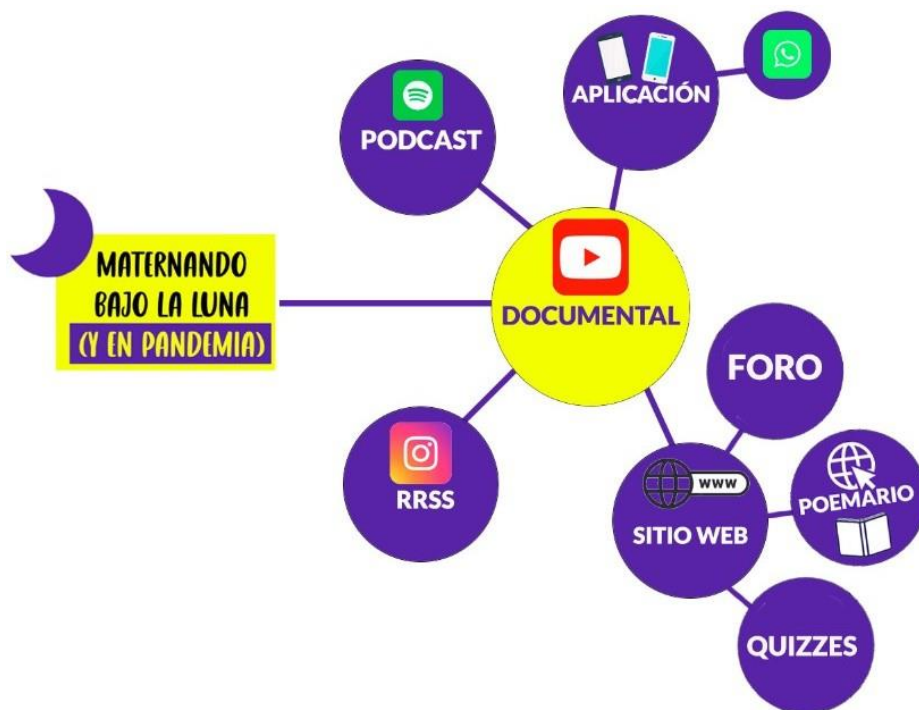 APLICACIÓN
PODCAST
MATERNANDO
BAJO LA LUNA
(Y EN PANDEMIA)
DOCUMENTAL
FORO
RRSS
WWW
SITIO WEB
POEMARIO
QUIZZES